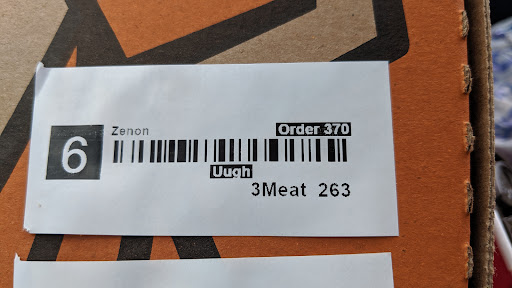 6
Zenon Order 370
Uugh
3Meat 263